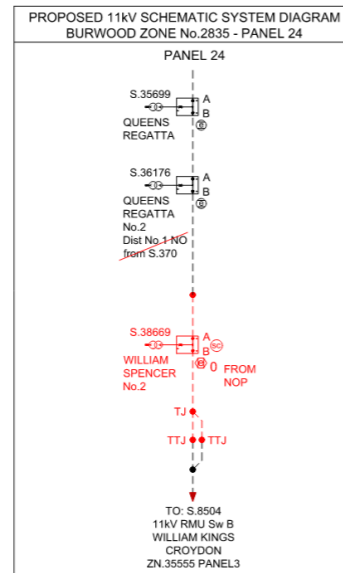 PROPOSED 11kV SCHEMATIC SYSTEM DIAGRAM
BURWOOD ZONE No.2835 - PANEL 24
PANEL 24
S.35699
A
B
QUEENS
REGATTA
S.36176
A
B
QUEENS
REGATTA
No.2
Dist No.1 NO
from S.370
S.38669
A
SC
B
WILLIAM
SPENCER
No.2
0 FROM
NOP
TJ
TTJ
TTJ
TO: S.8504
11kV RMU Sw B
WILLIAM KINGS
CROYDON
ZN.35555 PANEL3